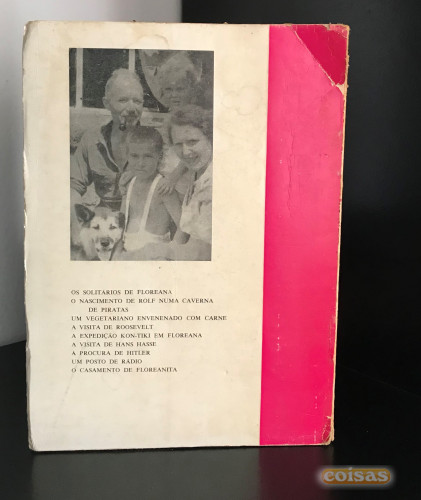 OS SOLITARIOS DE FLOREANA
O NASCIMENTO DE ROLF NUMA CAVERNA
DE PIRATAS
UM VEGETARIANO ENVENENADO COM CARNE
A VISITA DE ROOSEVELT
A EXPEDIÇÃO KON-TIKI EM FLOREANA
A VISITA DE HANS HASSE
A PROCURA DE HITLER
UM POSTO DE RÁDIO
O CASAMENTO DE FLOREANITA
coisas